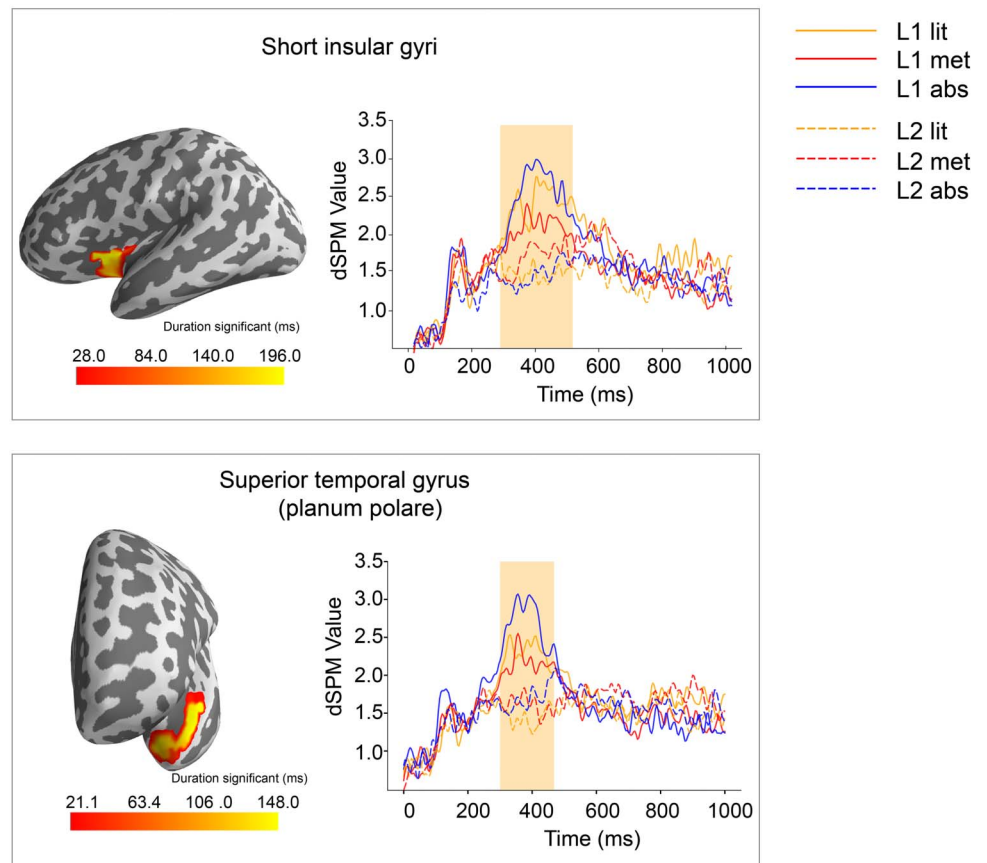 Short insular gyri
L1 lit
L1 met
L1 abs
L2 lit
L2 met
L2 abs
dSPM Value
3.5
3.0
2.5
2.0
1.5
1.0
0 200 400 600 800 1000
Time (ms)
Duration significant (ms)
28.0 84.0 140.0 196.0
Superior temporal gyrus
(planum polare)
dSPM Value
3.5
3.0
2.5
2.0
1.5
1.0
0 200 400 600 800 1000
Time (ms)
Duration significant (ms)
21.1 63.4 106 .0 148.0